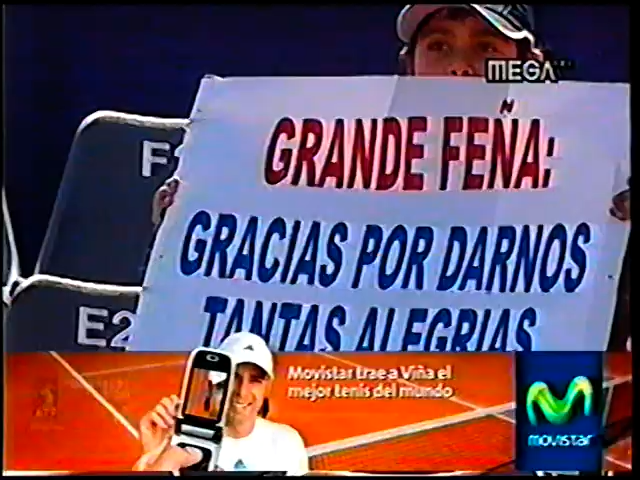 MEGA
F
GRANDE FEÑA:
GRACIAS POR DARNOS
TANTAS ALEGRIAS
E2
Movistar trae a Viña el
mejor tenis del mundo
movistar